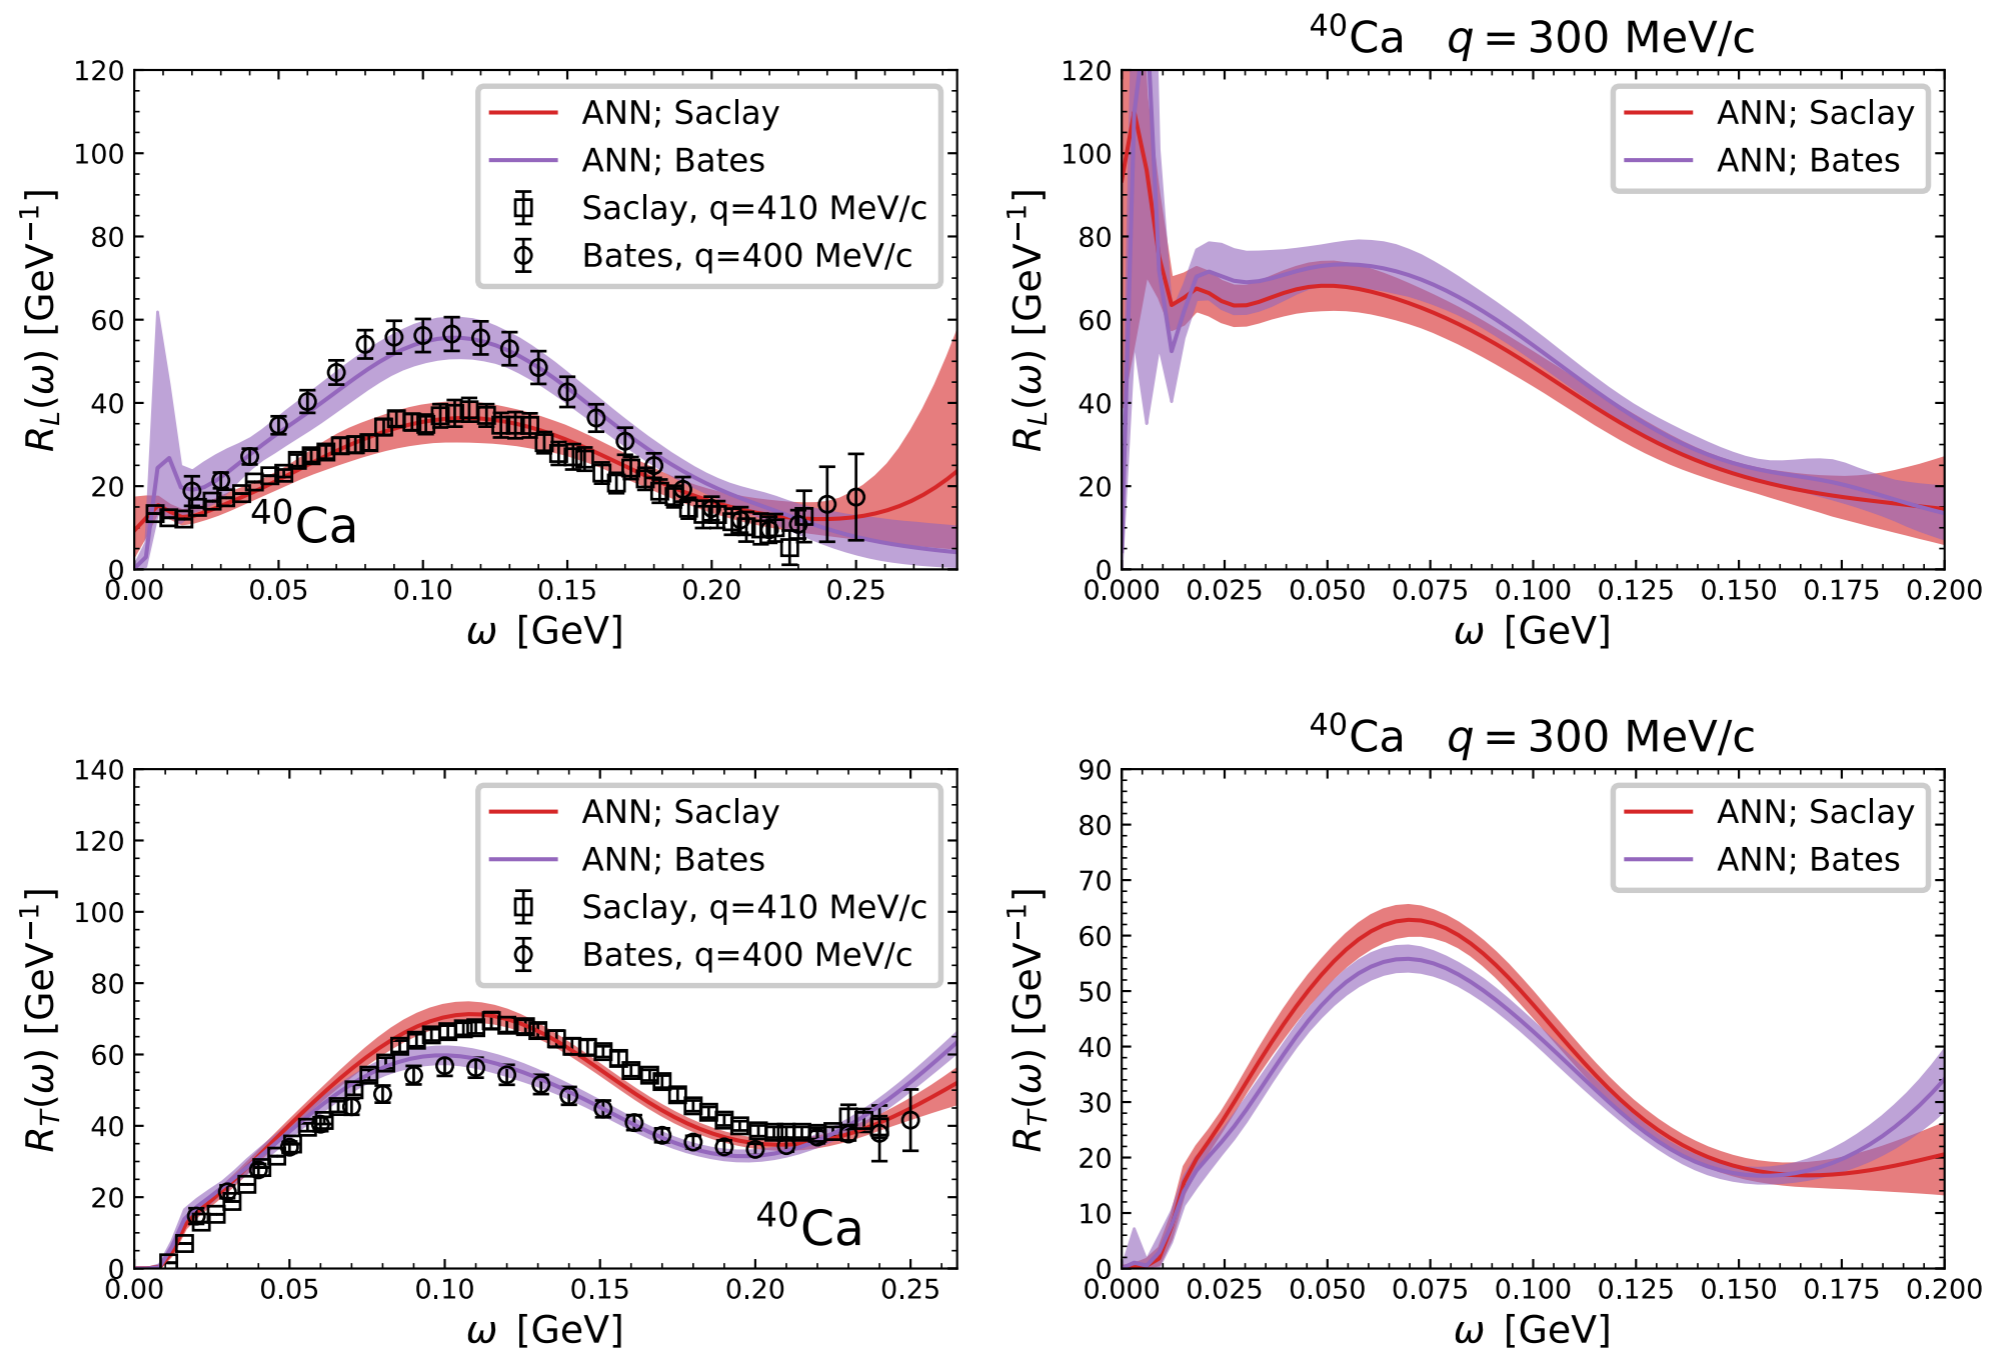 120
100
80
60
40
20
0
R_L(ω) [GeV⁻¹]
ANN; Saclay
ANN; Bates
Saclay, q=410 MeV/c
Bates, q=400 MeV/c
⁴⁰Ca
0.00 0.05 0.10 0.15 0.20 0.25
ω [GeV]
⁴⁰Ca q = 300 MeV/c
120
100
80
60
40
20
0
R_L(ω) [GeV⁻¹]
ANN; Saclay
ANN; Bates
0.000 0.025 0.050 0.075 0.100 0.125 0.150 0.175 0.200
ω [GeV]
140
120
100
80
60
40
20
0
R_T(ω) [GeV⁻¹]
ANN; Saclay
ANN; Bates
Saclay, q=410 MeV/c
Bates, q=400 MeV/c
⁴⁰Ca
0.00 0.05 0.10 0.15 0.20 0.25
ω [GeV]
⁴⁰Ca q = 300 MeV/c
90
80
70
60
50
40
30
20
10
0
R_T(ω) [GeV⁻¹]
ANN; Saclay
ANN; Bates
0.000 0.025 0.050 0.075 0.100 0.125 0.150 0.175 0.200
ω [GeV]